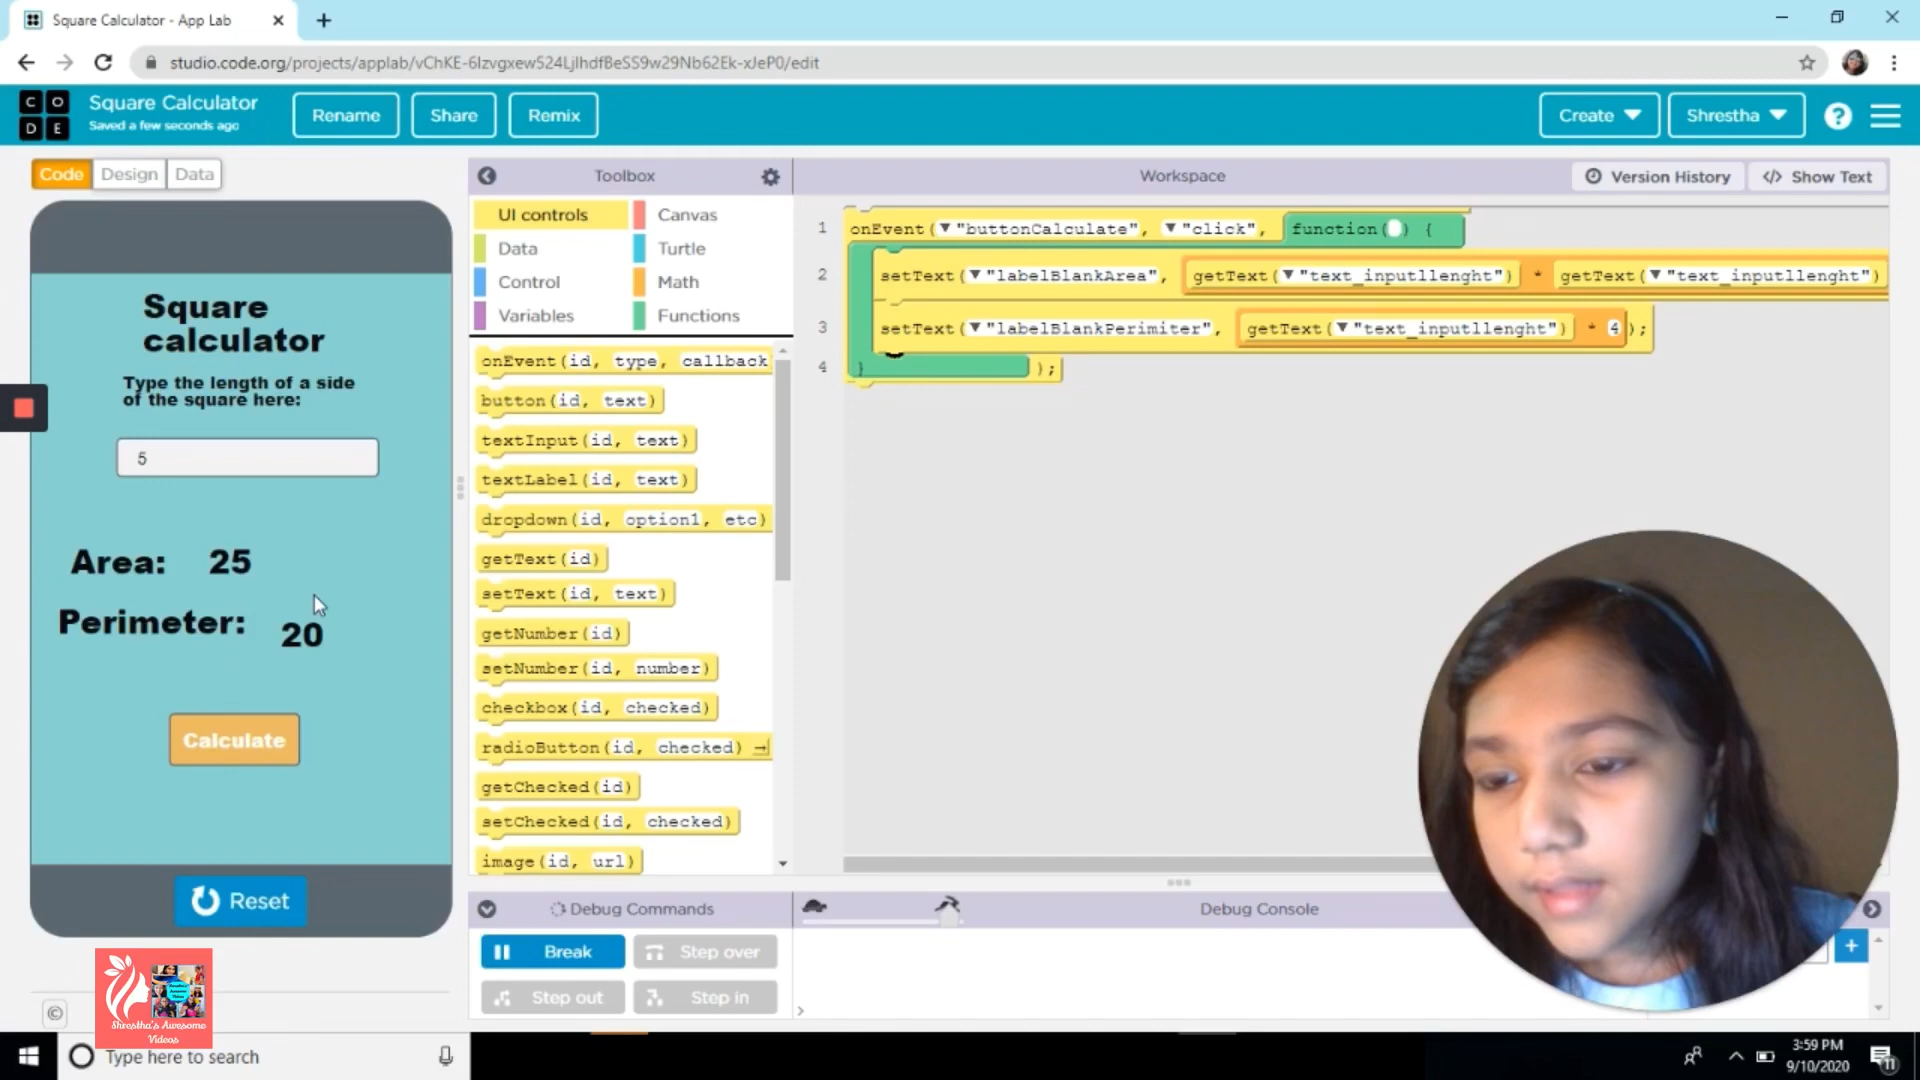 Square Calculator - App Lab
studio.code.org/projects/applab/vChKE-6lzvgxew524LjlhdfBeSS9w29Nb62Ek-xJeP0/edit
CODE
Square Calculator
Saved a few seconds ago
Rename
Share
Remix
Create
Shrestha
?
Code
Design
Data
Toolbox
Workspace
Version History
</> Show Text
Square
calculator
Type the length of a side
of the square here:
5
Area: 25
Perimeter: 20
Calculate
Reset
UI controls
Canvas
Data
Turtle
Control
Math
Variables
Functions
onEvent(id, type, callback
button(id, text)
textInput(id, text)
textLabel(id, text)
dropdown(id, option1, etc)
getText(id)
setText(id, text)
getNumber(id)
setNumber(id, number)
checkbox(id, checked)
radioButton(id, checked)
getChecked(id)
setChecked(id, checked)
image(id, url)
1 onEvent("buttonCalculate", "click", function() {
2 setText("labelBlankArea", getText("text_inputllenght") * getText("text_inputllenght")
3 setText("labelBlankPerimiter", getText("text_inputllenght") * 4);
4 } );
Debug Commands
Debug Console
Break
Step over
Step out
Step in
Shrestha's Awesome
Videos
©
Type here to search
3:59 PM
9/10/2020
11